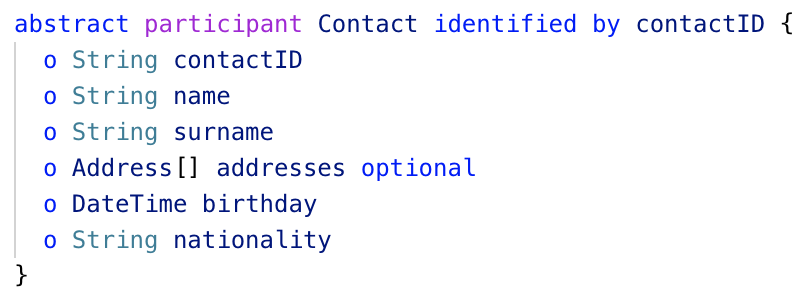 abstract participant Contact identified by contactID {
o String contactID
o String name
o String surname
o Address[] addresses optional
o DateTime birthday
o String nationality
}